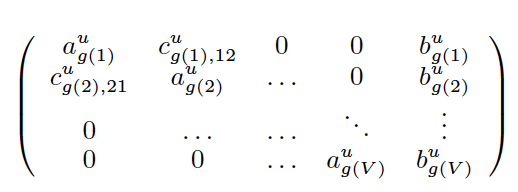 a^u_{g(1)} c^u_{g(1),12} 0 0 b^u_{g(1)}
c^u_{g(2),21} a^u_{g(2)} … 0 b^u_{g(2)}
0 … … ⋱ ⋮
0 0 … a^u_{g(V)} b^u_{g(V)}